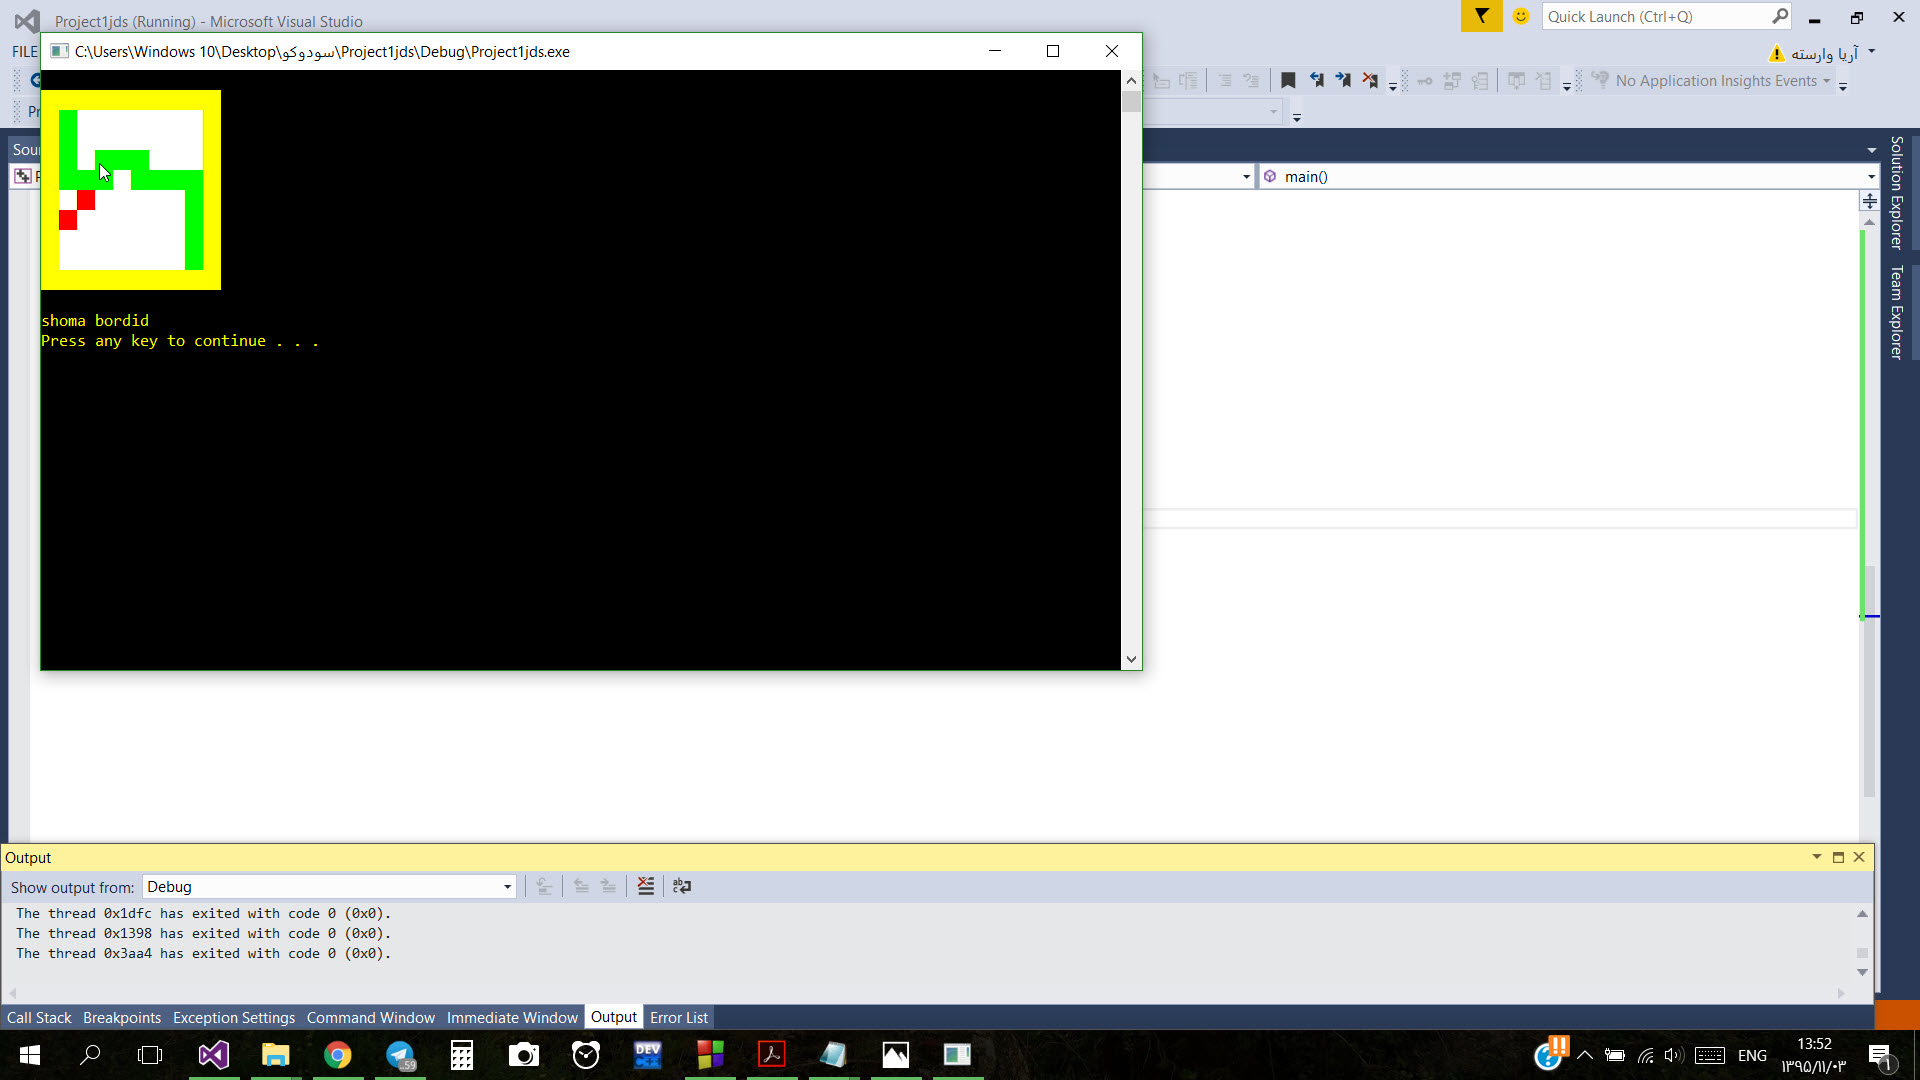 Project1jds (Running) - Microsoft Visual Studio
Quick Launch (Ctrl+Q)
FILE
C:\Users\Windows 10\Desktop\سودوکو\Project1jds\Debug\Project1jds.exe
آریا وارسته
No Application Insights Events
main()
Solution Explorer
Team Explorer
shoma bordid
Press any key to continue . . .
Output
Show output from: Debug
The thread 0x1dfc has exited with code 0 (0x0).
The thread 0x1398 has exited with code 0 (0x0).
The thread 0x3aa4 has exited with code 0 (0x0).
Call Stack Breakpoints Exception Settings Command Window Immediate Window Output Error List
DEV
59
ENG
13:52
۱۳۹۵/۱۱/۰۳
1